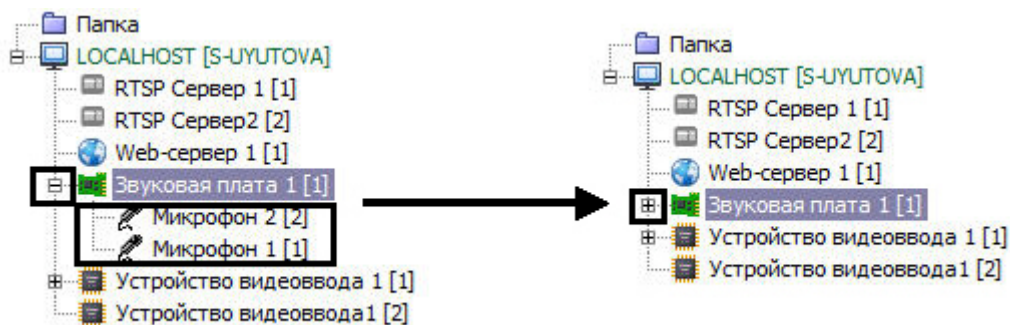 Папка
LOCALHOST [S-UYUTOVA]
RTSP Сервер 1 [1]
RTSP Сервер2 [2]
Web-сервер 1 [1]
Звуковая плата 1 [1]
Микрофон 2 [2]
Микрофон 1 [1]
Устройство видеоввода 1 [1]
Устройство видеоввода1 [2]
Папка
LOCALHOST [S-UYUTOVA]
RTSP Сервер 1 [1]
RTSP Сервер2 [2]
Web-сервер 1 [1]
Звуковая плата 1 [1]
Устройство видеоввода 1 [1]
Устройство видеоввода1 [2]